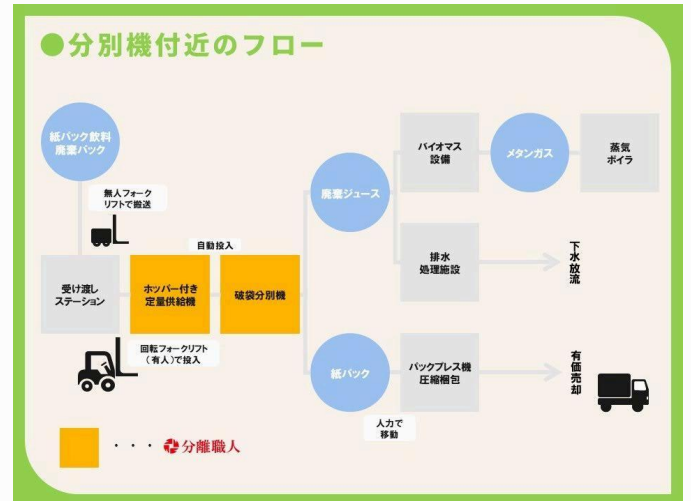 ●分別機付近のフロー
紙パック飲料
廃棄パック
無人フォーク
リフトで搬送
受け渡し
ステーション
自動投入
ホッパー付き
定量供給機
破袋分別機
回転フォークリフト
(有人)で投入
廃棄ジュース
バイオマス
設備
メタンガス
蒸気
ボイラ
排水
処理施設
下水放流
紙パック
人力で
移動
パックプレス機
圧縮梱包
有価売却
・・・分離職人